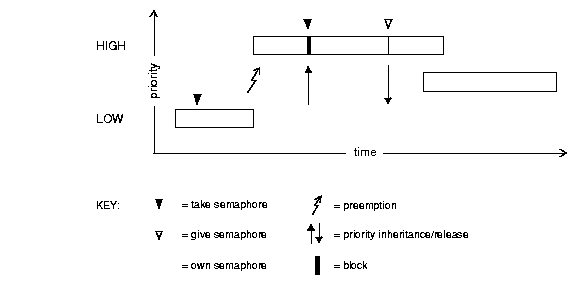 HIGH
priority
LOW
time
KEY:
= take semaphore
= preemption
= give semaphore
= priority inheritance/release
= own semaphore
= block